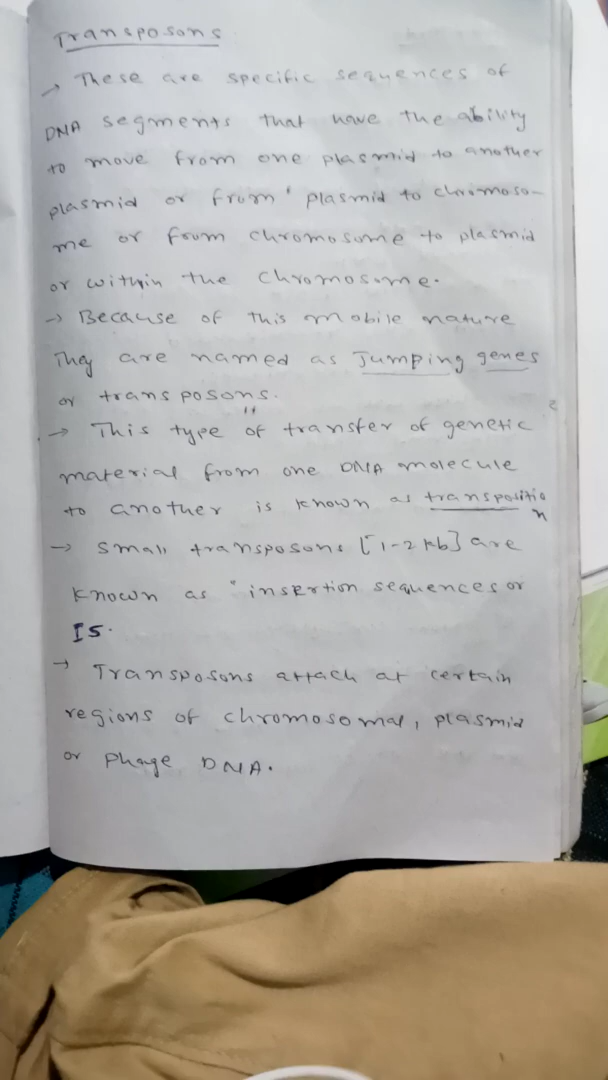 Transposons
→ These are specific sequences of
DNA segments that have the ability
to move from one plasmid to another
plasmid or from plasmid to chromoso-
me or from chromosome to plasmid
or within the chromosome.
→ Because of this mobile nature
They are named as Jumping genes
or transposons.
→ This type of transfer of genetic
material from one DNA molecule
to another is known as transpositio
n
→ small transposons [1-2 kb] are
known as "insertion sequences or
IS.
→ Transposons attach at certain
regions of chromosomal, plasmid
or phage DNA.